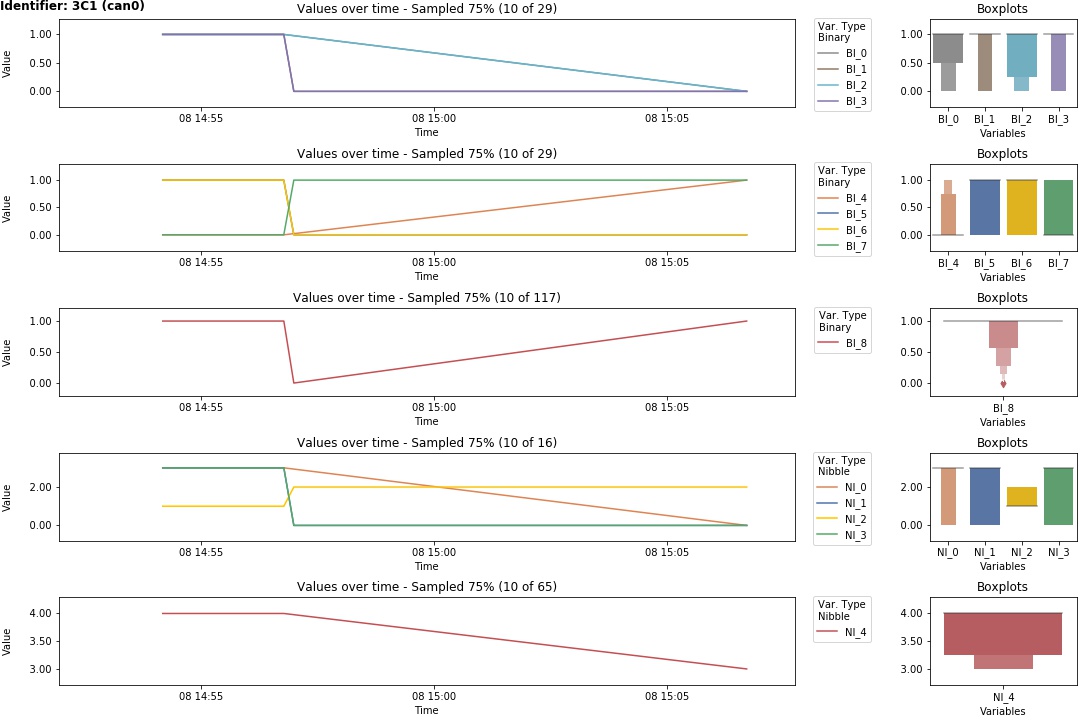 Identifier: 3C1 (can0)
Values over time - Sampled 75% (10 of 29)
Value
1.00
0.50
0.00
08 14:55
08 15:00
08 15:05
Time
Var. Type
Binary
BI_0
BI_1
BI_2
BI_3
Boxplots
1.00
0.50
0.00
BI_0
BI_1
BI_2
BI_3
Variables
Values over time - Sampled 75% (10 of 29)
Value
1.00
0.50
0.00
08 14:55
08 15:00
08 15:05
Time
Var. Type
Binary
BI_4
BI_5
BI_6
BI_7
Boxplots
1.00
0.50
0.00
BI_4
BI_5
BI_6
BI_7
Variables
Values over time - Sampled 75% (10 of 117)
Value
1.00
0.50
0.00
08 14:55
08 15:00
08 15:05
Time
Var. Type
Binary
BI_8
Boxplots
1.00
0.50
0.00
BI_8
Variables
Values over time - Sampled 75% (10 of 16)
Value
2.00
0.00
08 14:55
08 15:00
08 15:05
Time
Var. Type
Nibble
NI_0
NI_1
NI_2
NI_3
Boxplots
2.00
0.00
NI_0
NI_1
NI_2
NI_3
Variables
Values over time - Sampled 75% (10 of 65)
Value
4.00
3.50
3.00
08 14:55
08 15:00
08 15:05
Time
Var. Type
Nibble
NI_4
Boxplots
4.00
3.50
3.00
NI_4
Variables